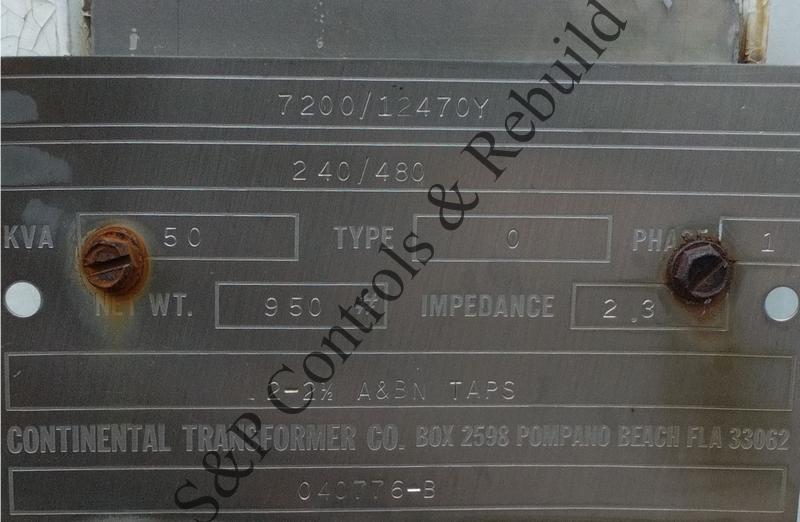 7200/12470Y
240/480
KVA 50 TYPE 0 PHASE 1
NET WT. 950 # IMPEDANCE 2.3
2-2½ A&BN TAPS
CONTINENTAL TRANSFORMER CO. BOX 2598 POMPANO BEACH FLA 33062
040776-B
S&P Controls & Rebuild